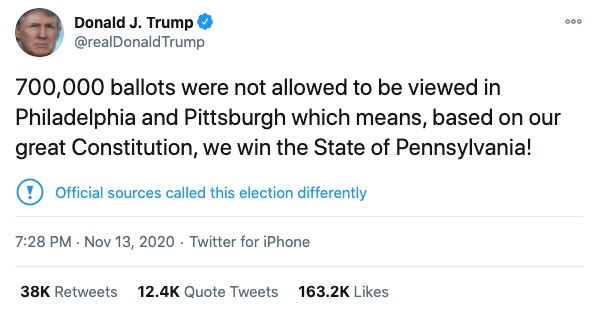 Donald J. Trump
@realDonaldTrump
700,000 ballots were not allowed to be viewed in
Philadelphia and Pittsburgh which means, based on our
great Constitution, we win the State of Pennsylvania!
Official sources called this election differently
7:28 PM · Nov 13, 2020 · Twitter for iPhone
38K Retweets 12.4K Quote Tweets 163.2K Likes